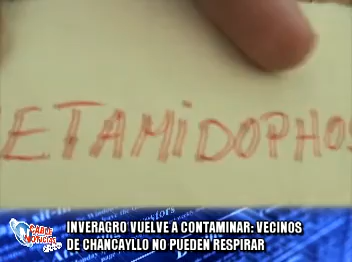 ETAMIDOPHOS
INVERAGRO VUELVE A CONTAMINAR: VECINOS
DE CHANCAYLLO NO PUEDEN RESPIRAR